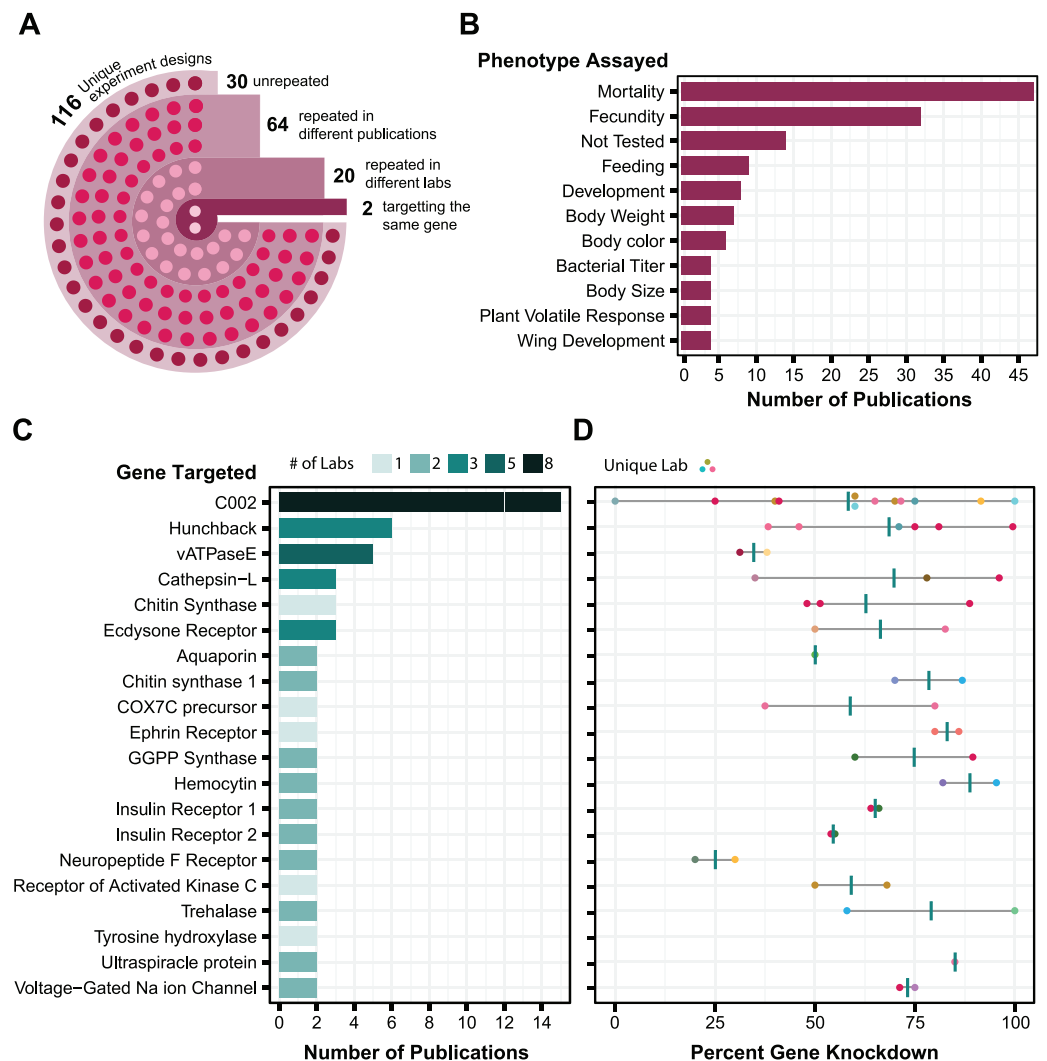 A
116 Unique
experiment designs
30 unrepeated
64 repeated in
different publications
20 repeated in
different labs
2 targetting the
same gene
B
Phenotype Assayed
Mortality
Fecundity
Not Tested
Feeding
Development
Body Weight
Body color
Bacterial Titer
Body Size
Plant Volatile Response
Wing Development
0 5 10 15 20 25 30 35 40 45
Number of Publications
C
Gene Targeted
# of Labs 1 2 3 5 8
C002
Hunchback
vATPaseE
Cathepsin−L
Chitin Synthase
Ecdysone Receptor
Aquaporin
Chitin synthase 1
COX7C precursor
Ephrin Receptor
GGPP Synthase
Hemocytin
Insulin Receptor 1
Insulin Receptor 2
Neuropeptide F Receptor
Receptor of Activated Kinase C
Trehalase
Tyrosine hydroxylase
Ultraspiracle protein
Voltage−Gated Na ion Channel
0 2 4 6 8 10 12 14
Number of Publications
D
Unique Lab
0 25 50 75 100
Percent Gene Knockdown